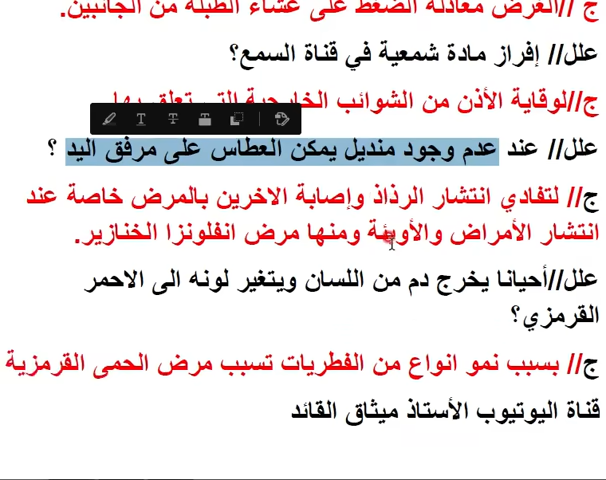 ج //الغرض معادلة الضغط على غشاء الطبلة من الجانبين.
علل// إفراز مادة شمعية في قناة السمع؟
ج//لوقاية الأذن من الشوائب الخارجية التي تعلق بها
علل// عند عدم وجود منديل يمكن العطاس على مرفق اليد ؟
ج// لتفادي انتشار الرذاذ وإصابة الاخرين بالمرض خاصة عند
انتشار الأمراض والأوبئة ومنها مرض انفلونزا الخنازير.
علل//أحيانا يخرج دم من اللسان ويتغير لونه الى الاحمر
القرمزي؟
ج// بسبب نمو انواع من الفطريات تسبب مرض الحمى القرمزية
قناة اليوتيوب الأستاذ ميثاق القائد